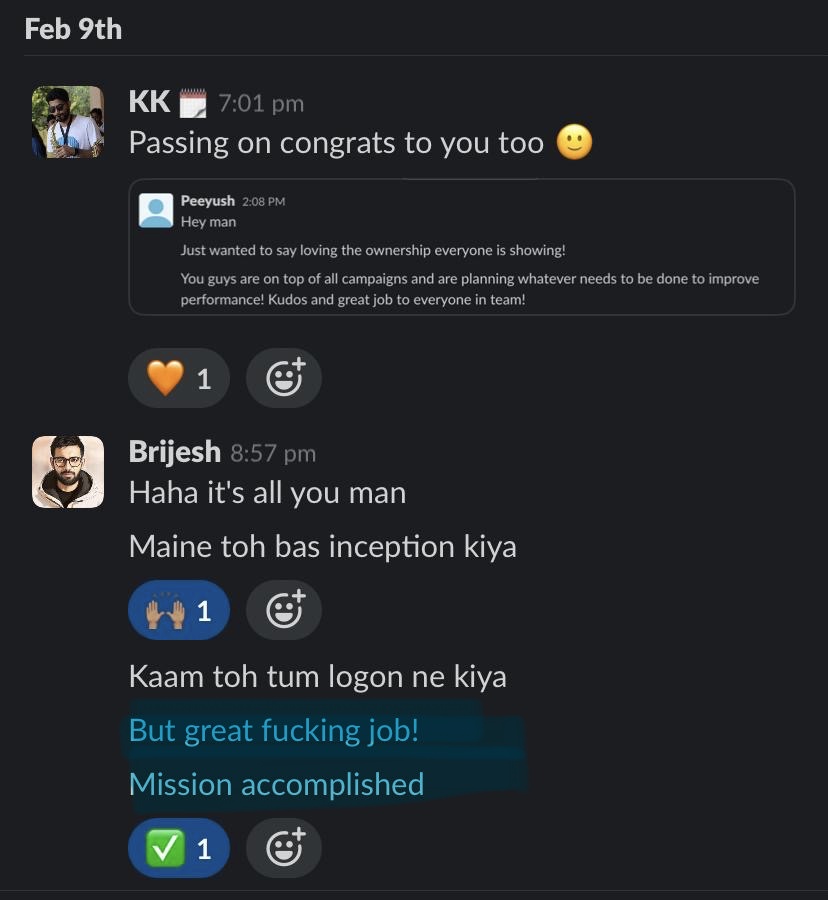 Feb 9th
KK 7:01 pm
Passing on congrats to you too 🙂
Peeyush 2:08 PM
Hey man
Just wanted to say loving the ownership everyone is showing!
You guys are on top of all campaigns and are planning whatever needs to be done to improve
performance! Kudos and great job to everyone in team!
🧡 1
Brijesh 8:57 pm
Haha it's all you man
Maine toh bas inception kiya
🙌🏽 1
Kaam toh tum logon ne kiya
But great fucking job!
Mission accomplished
✅ 1